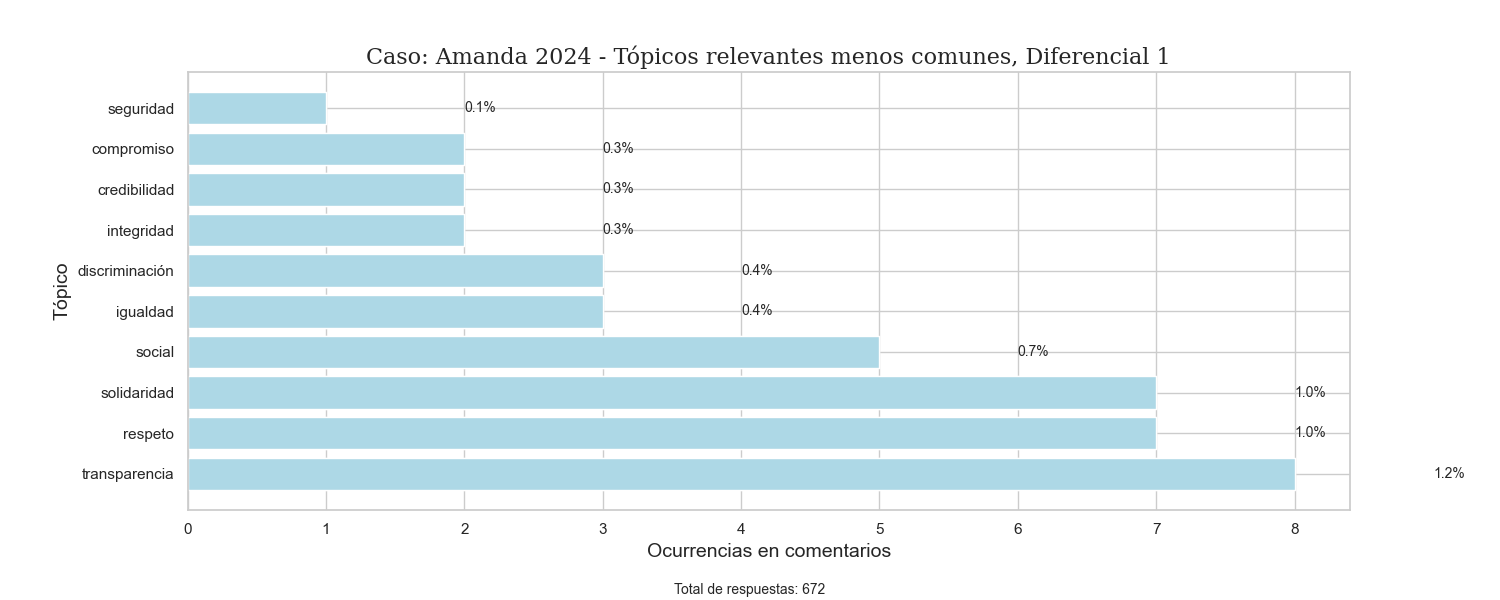 Caso: Amanda 2024 - Tópicos relevantes menos comunes, Diferencial 1
Tópico
seguridad 0.1%
compromiso 0.3%
credibilidad 0.3%
integridad 0.3%
discriminación 0.4%
igualdad 0.4%
social 0.7%
solidaridad 1.0%
respeto 1.0%
transparencia 1.2%
0 1 2 3 4 5 6 7 8
Ocurrencias en comentarios
Total de respuestas: 672